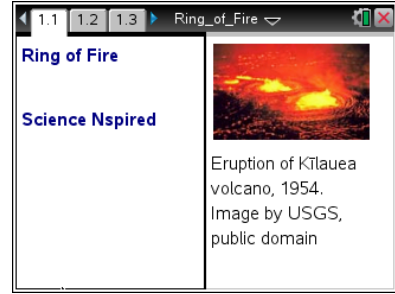 1.1 1.2 1.3 Ring_of_Fire
Ring of Fire
Science Nspired
Eruption of Kīlauea
volcano, 1954.
Image by USGS,
public domain